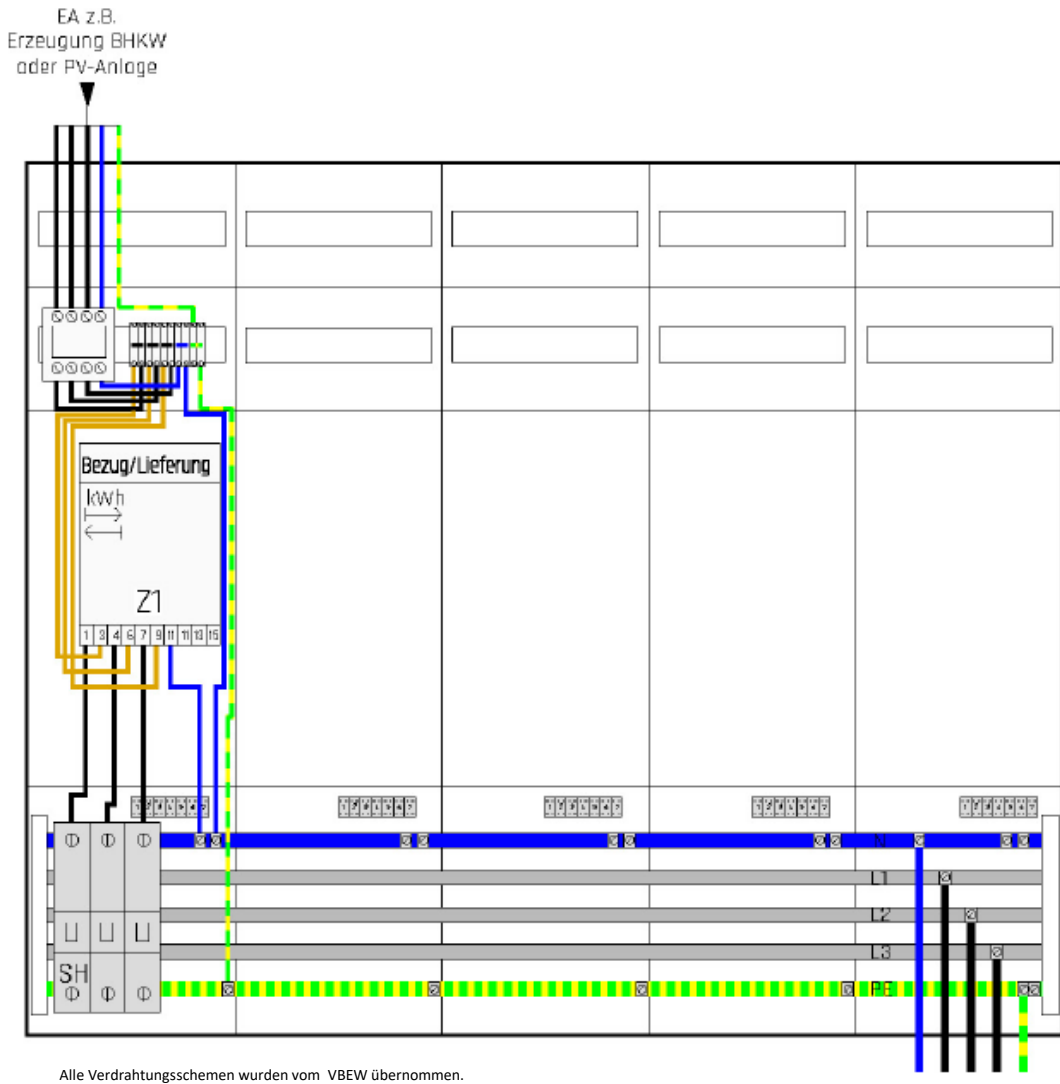 EA z.B.
Erzeugung BHKW
oder PV-Anlage
Bezug/Lieferung
kWh
Z1
1 3 4 6 7 9 11 11 13 15
N
L1
L2
L3
SH
PE
Alle Verdrahtungsschemen wurden vom VBEW übernommen.